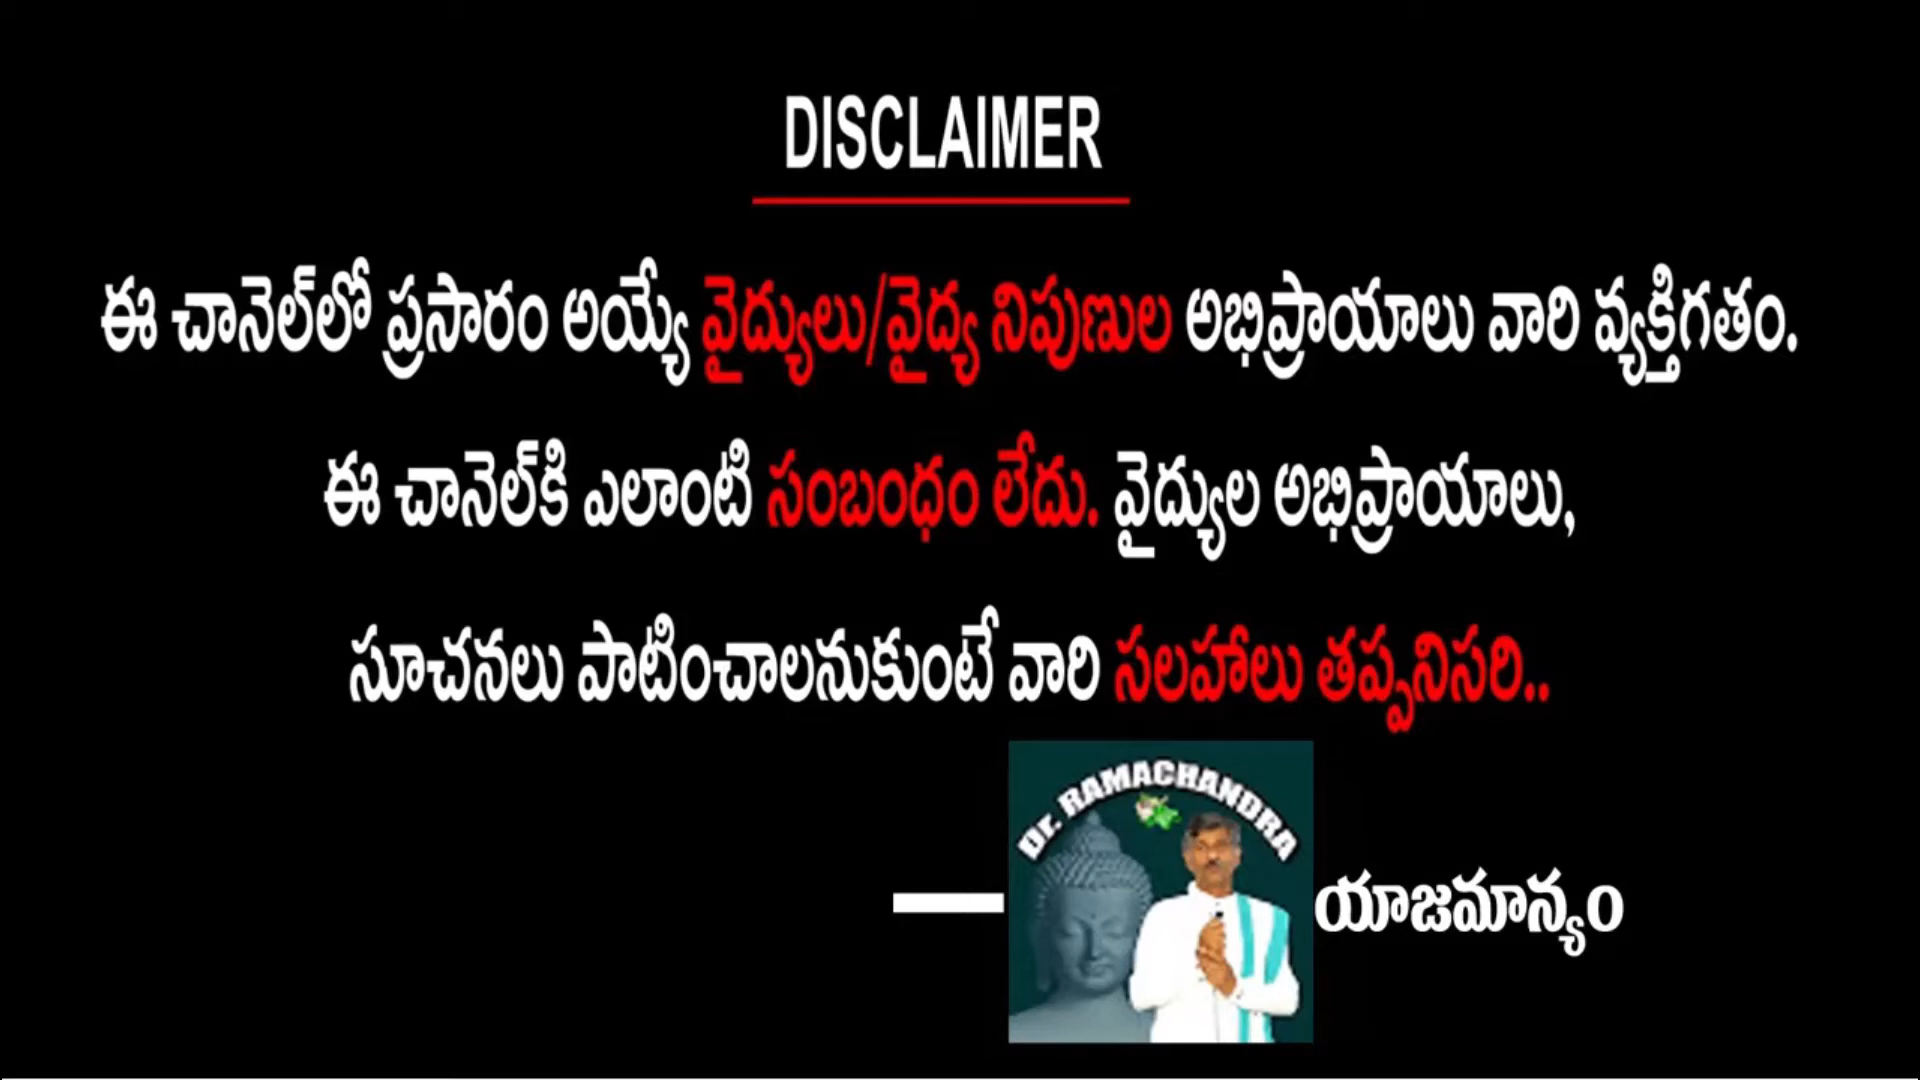 DISCLAIMER
ఈ చానెల్‌లో ప్రసారం అయ్యే వైద్యులు/వైద్య నిపుణుల అభిప్రాయాలు వారి వ్యక్తిగతం.
ఈ చానెల్‌కి ఎలాంటి సంబంధం లేదు. వైద్యుల అభిప్రాయాలు,
సూచనలు పాటించాలనుకుంటే వారి సలహాలు తప్పనిసరి..
Dr. RAMACHANDRA
— యాజమాన్యం